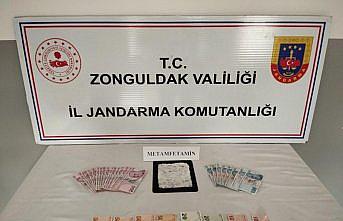 T.C.
ZONGULDAK VALİLİĞİ
İL JANDARMA KOMUTANLIĞI
METAMFETAMİN